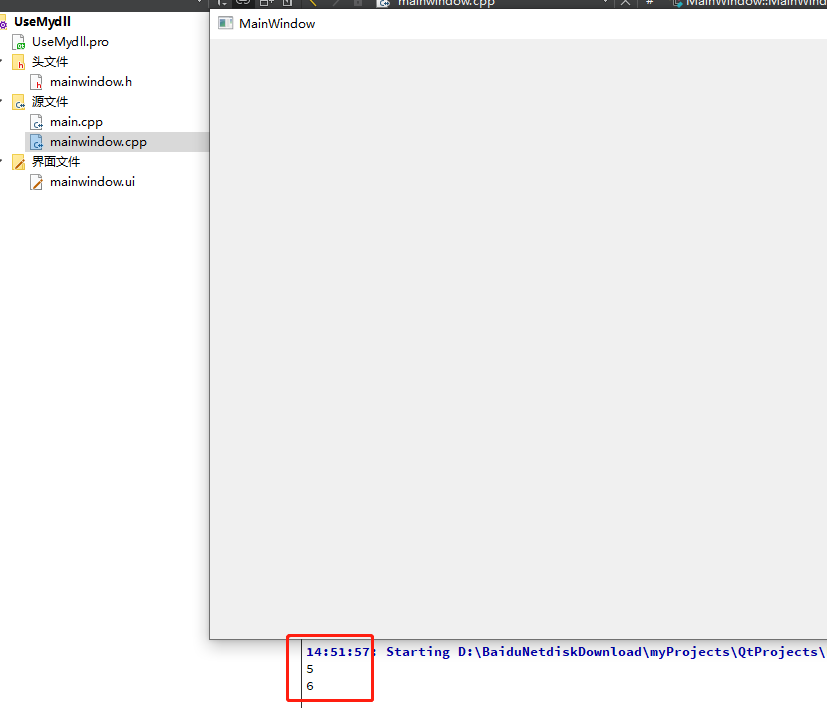 mainwindow.cpp
MainWindow::MainWind
UseMydll
UseMydll.pro
头文件
mainwindow.h
源文件
main.cpp
mainwindow.cpp
界面文件
mainwindow.ui
MainWindow
14:51:57: Starting D:\BaiduNetdiskDownload\myProjects\QtProjects\
5
6